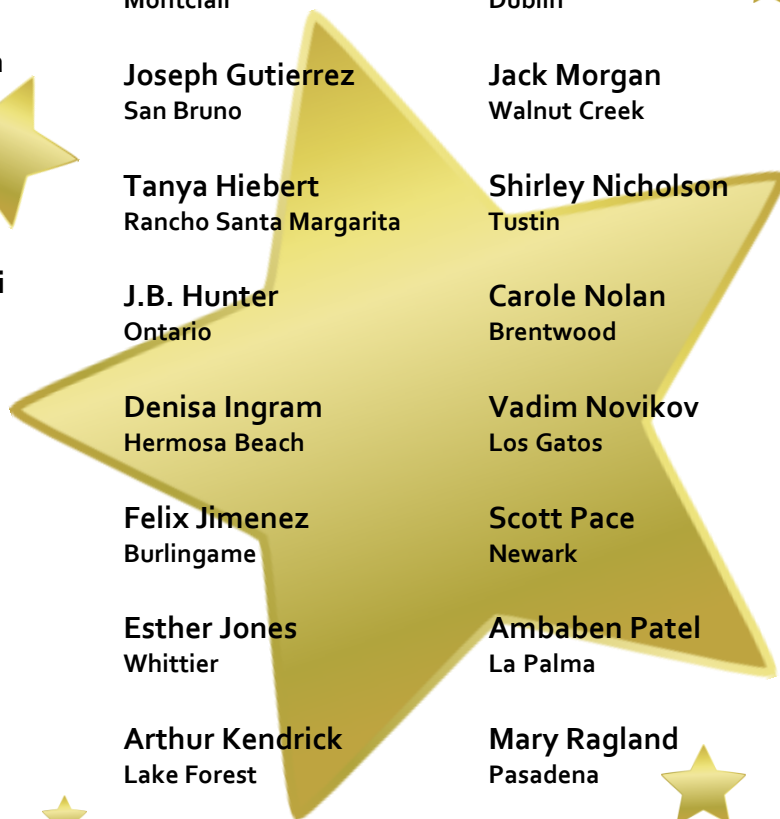 Montclair
Joseph Gutierrez
San Bruno
Tanya Hiebert
Rancho Santa Margarita
J.B. Hunter
Ontario
Denisa Ingram
Hermosa Beach
Felix Jimenez
Burlingame
Esther Jones
Whittier
Arthur Kendrick
Lake Forest
Dublin
Jack Morgan
Walnut Creek
Shirley Nicholson
Tustin
Carole Nolan
Brentwood
Vadim Novikov
Los Gatos
Scott Pace
Newark
Ambaben Patel
La Palma
Mary Ragland
Pasadena